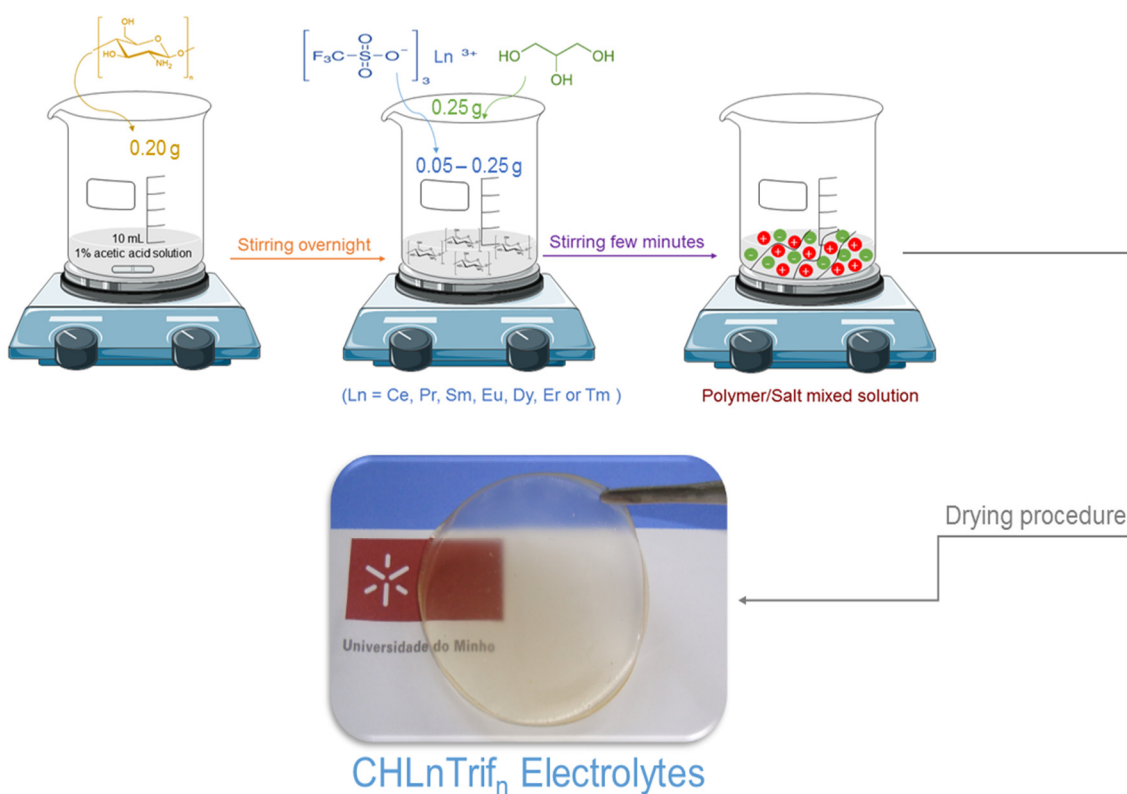 OH
O
HO
NH₂
O
n
0.20 g
10 mL
1% acetic acid solution
Stirring overnight
F₃C
O
S
O
O⁻
3
Ln ³⁺
HO
OH
OH
0.25 g
0.05 – 0.25 g
(Ln = Ce, Pr, Sm, Eu, Dy, Er or Tm )
Stirring few minutes
Polymer/Salt mixed solution
Drying procedure
Universidade do Minho
CHLnTrifₙ Electrolytes